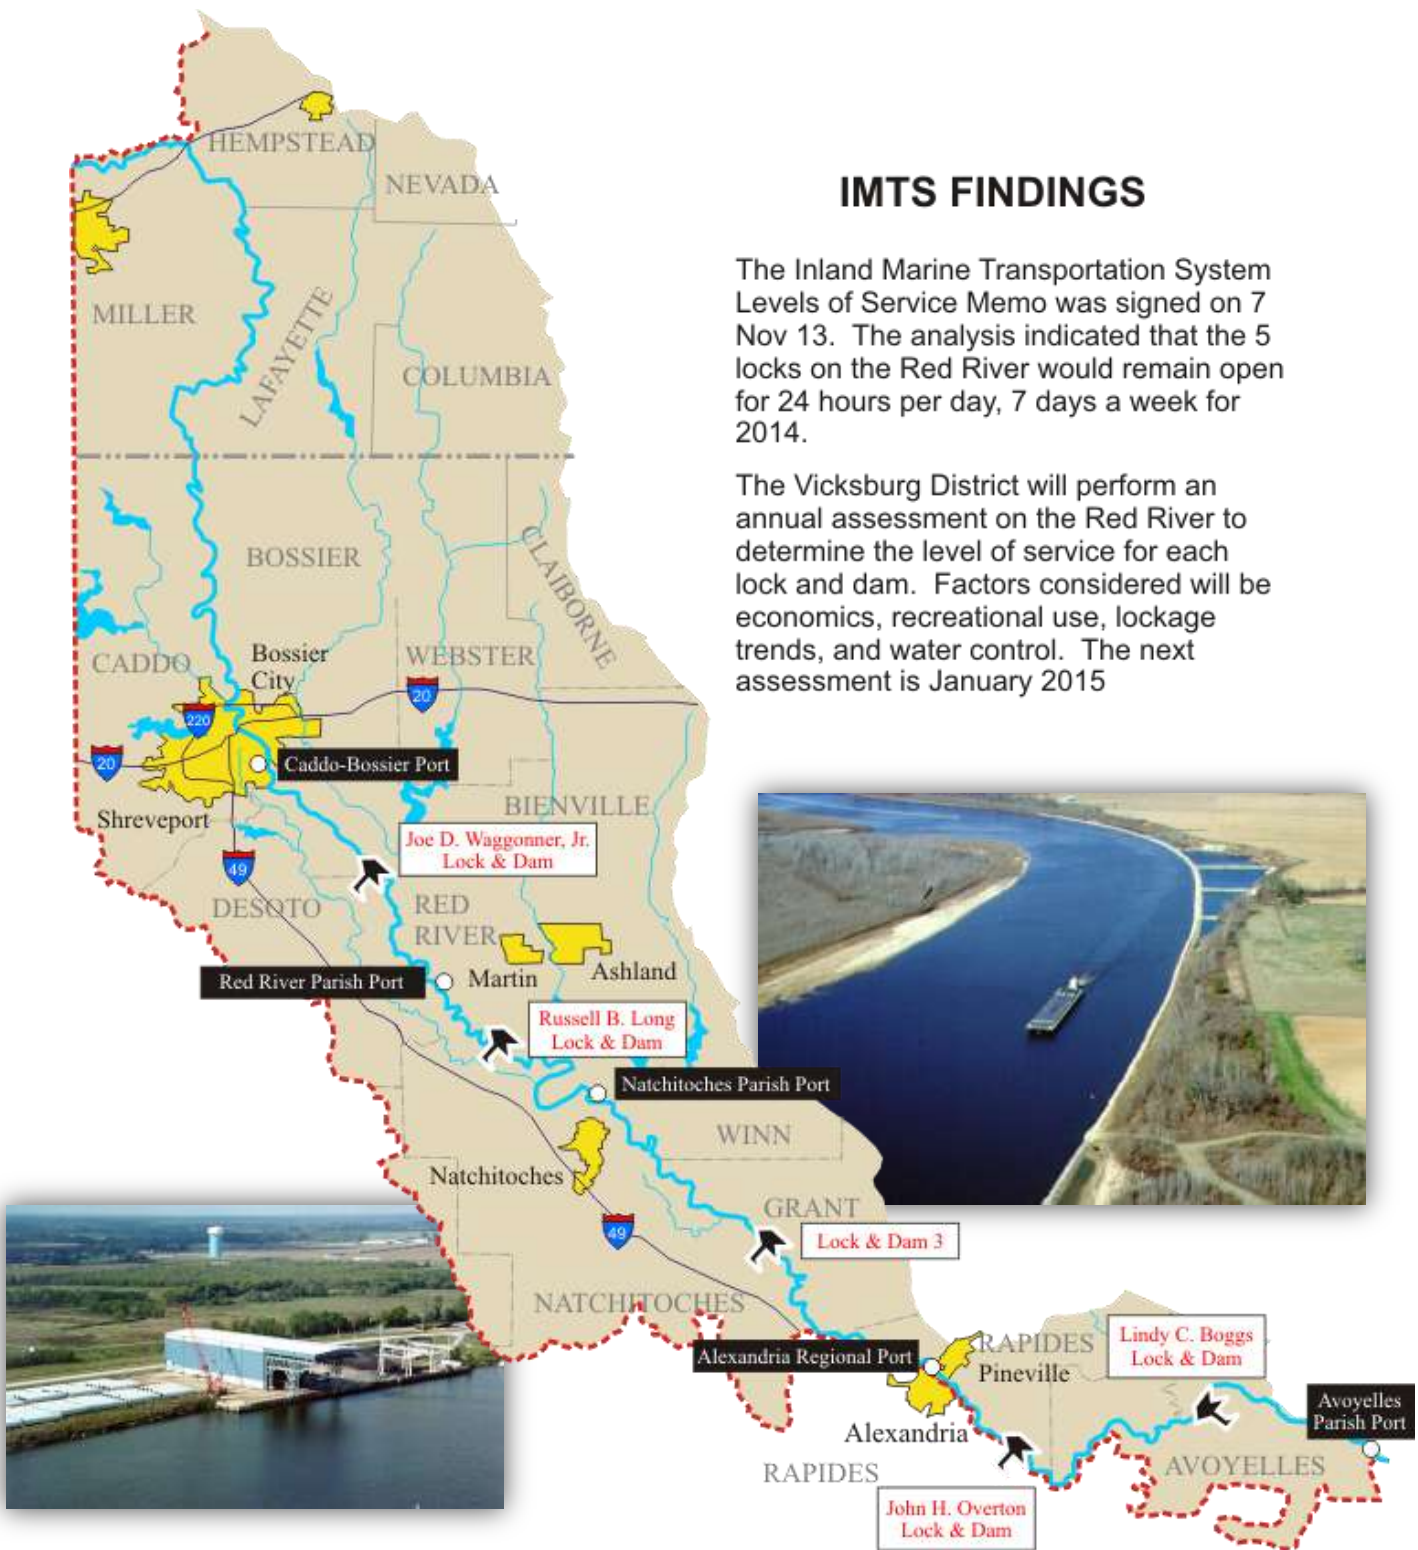 HEMPSTEAD
NEVADA
IMTS FINDINGS
The Inland Marine Transportation System
Levels of Service Memo was signed on 7
Nov 13.  The analysis indicated that the 5
locks on the Red River would remain open
for 24 hours per day, 7 days a week for
2014.
The Vicksburg District will perform an
annual assessment on the Red River to
determine the level of service for each
lock and dam.  Factors considered will be
economics, recreational use, lockage
trends, and water control.  The next
assessment is January 2015
MILLER
LAFAYETTE
COLUMBIA
BOSSIER
CLAIBORNE
CADDO
Bossier
City
WEBSTER
20
220
20
Caddo-Bossier Port
Shreveport
BIENVILLE
Joe D. Waggonner, Jr.
Lock & Dam
49
DESOTO
RED
RIVER
Red River Parish Port
Martin
Ashland
Russell B. Long
Lock & Dam
Natchitoches Parish Port
WINN
Natchitoches
GRANT
49
Lock & Dam 3
NATCHITOCHES
Alexandria Regional Port
RAPIDES
Pineville
Lindy C. Boggs
Lock & Dam
Avoyelles
Parish Port
Alexandria
RAPIDES
AVOYELLES
John H. Overton
Lock & Dam